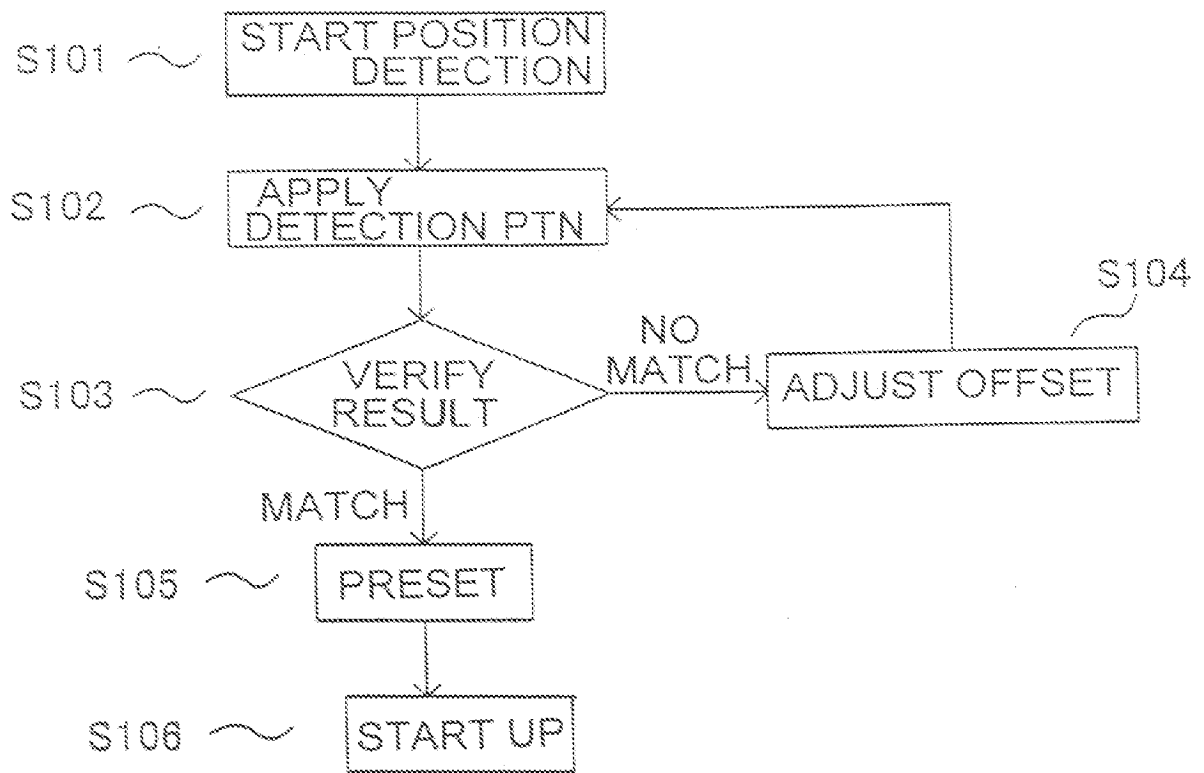 S101
START POSITION
DETECTION
S102
APPLY
DETECTION PTN
S104
S103
VERIFY
RESULT
NO
MATCH
ADJUST OFFSET
MATCH
S105
PRESET
S106
START UP